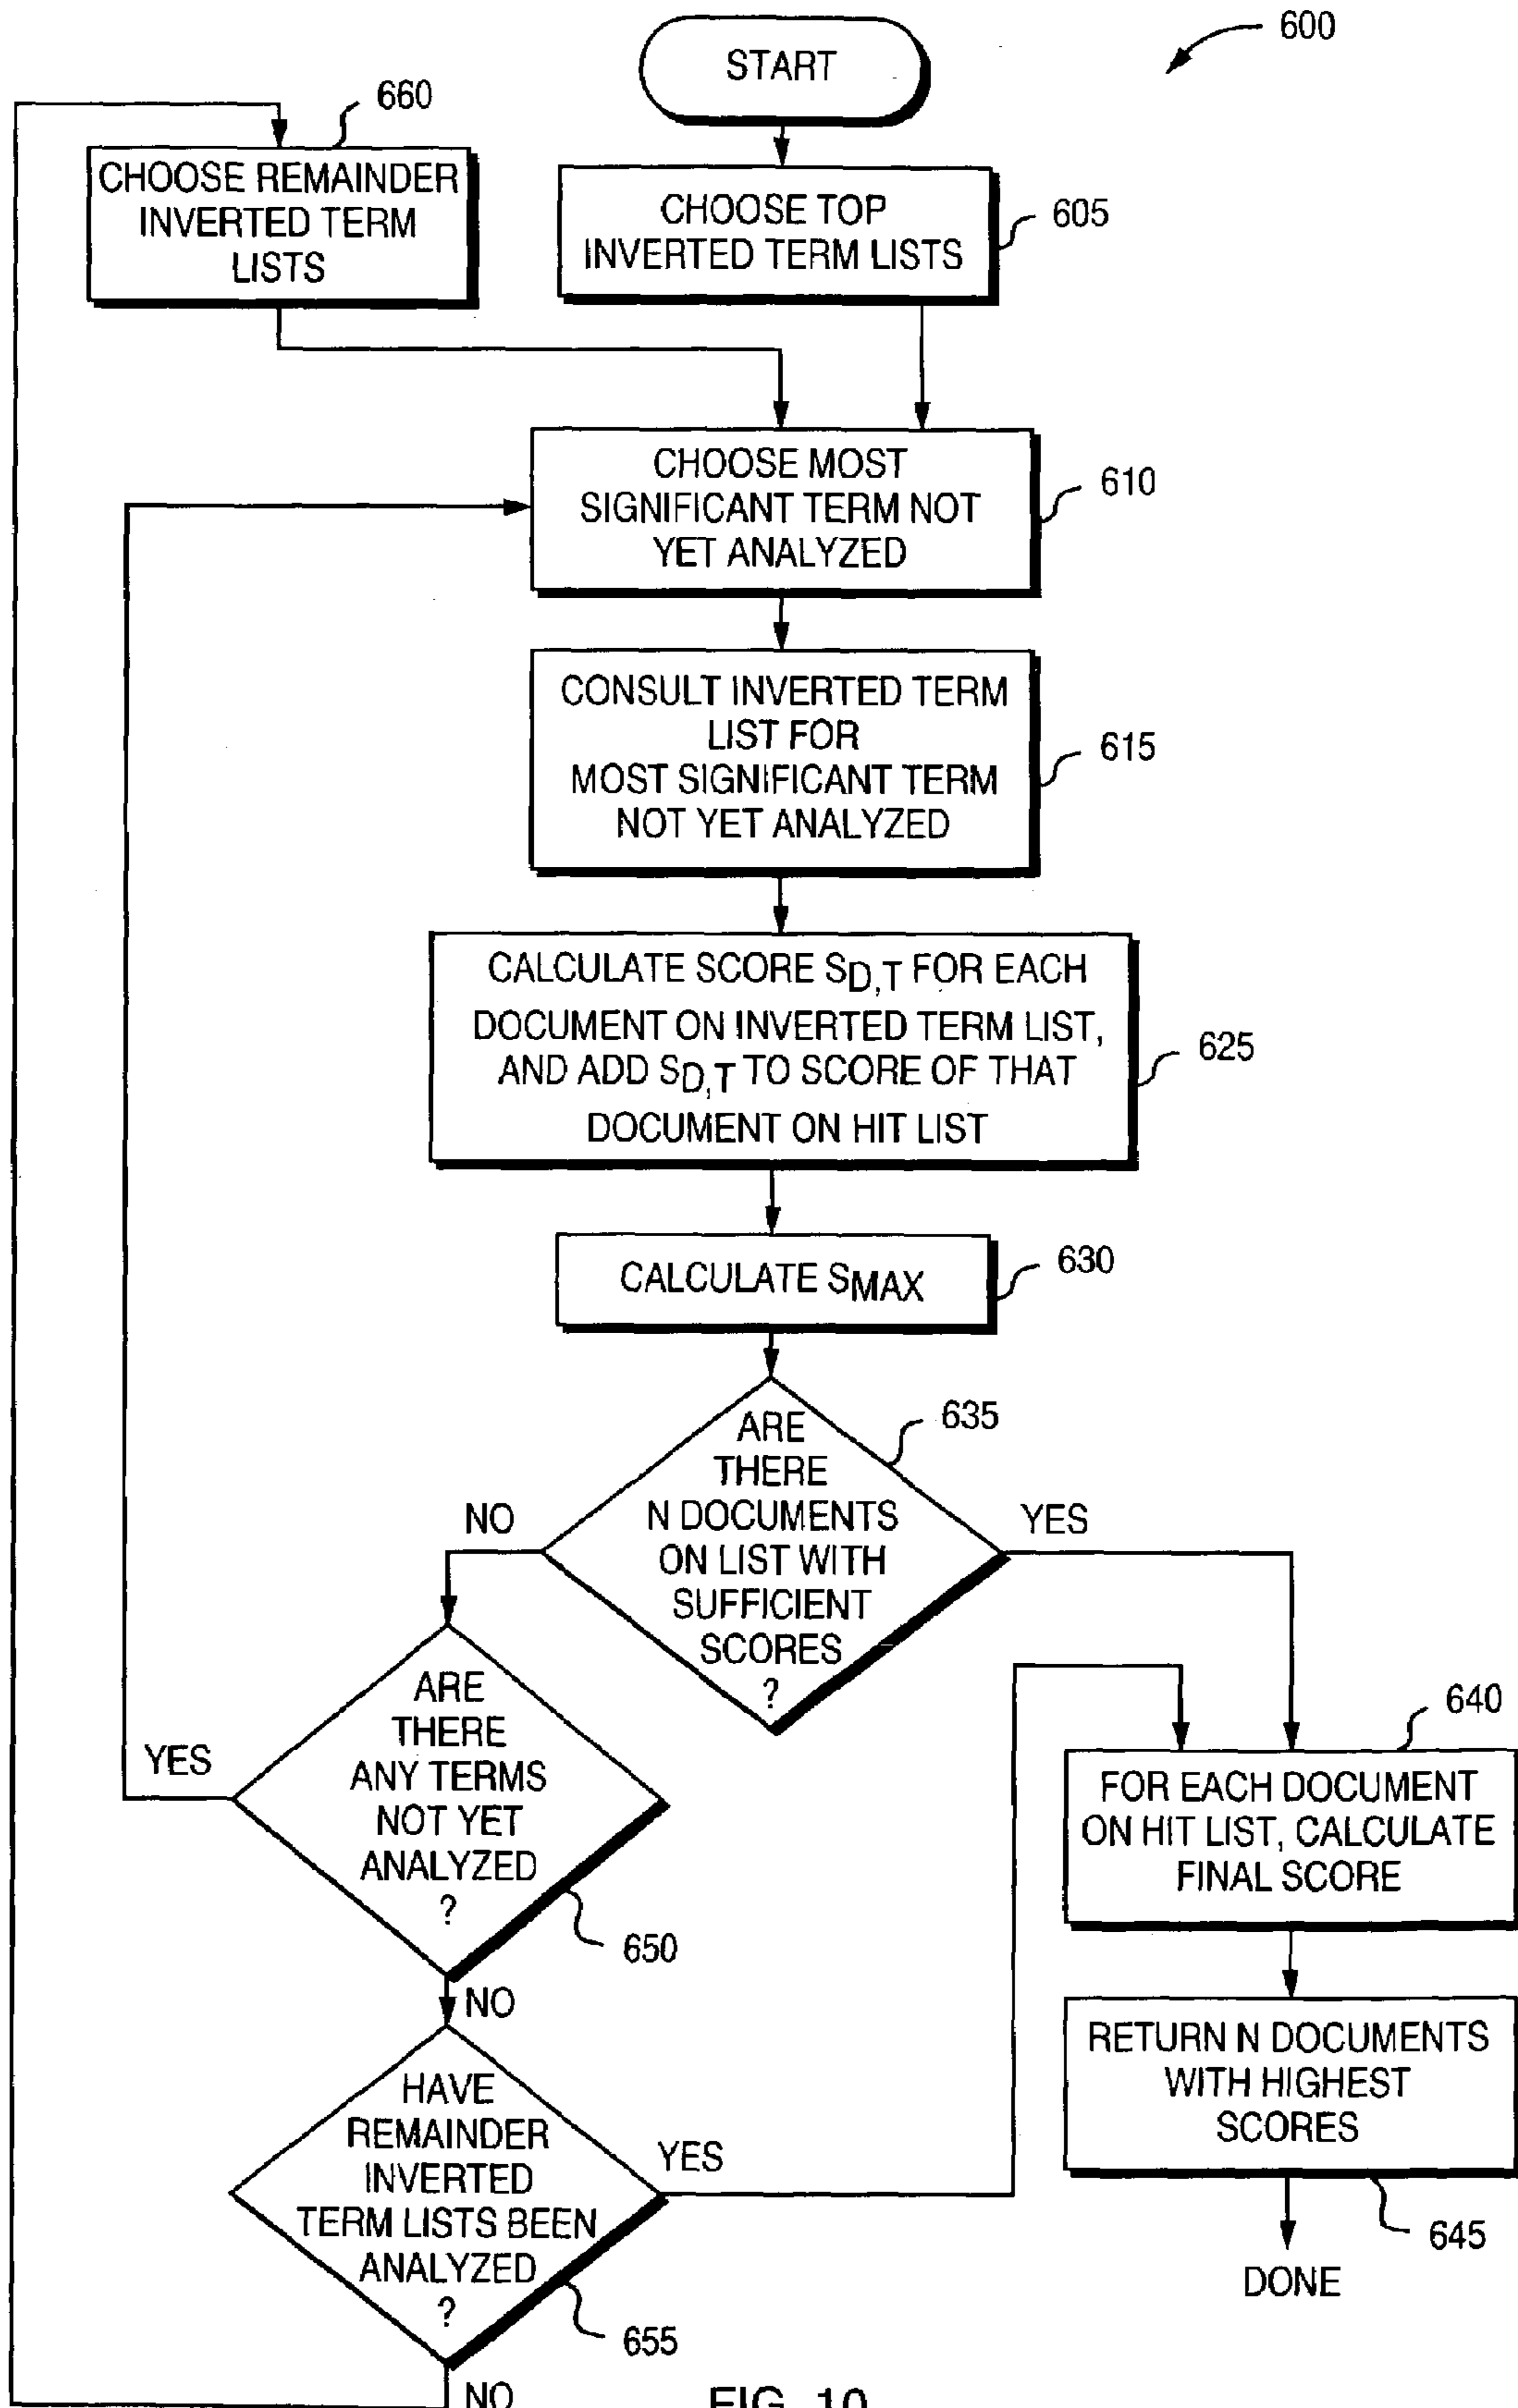 600
START
660
CHOOSE REMAINDER
INVERTED TERM
LISTS
CHOOSE TOP
INVERTED TERM LISTS
605
CHOOSE MOST
SIGNIFICANT TERM NOT
YET ANALYZED
610
CONSULT INVERTED TERM
LIST FOR
MOST SIGNIFICANT TERM
NOT YET ANALYZED
615
CALCULATE SCORE SD,T FOR EACH
DOCUMENT ON INVERTED TERM LIST,
AND ADD SD,T TO SCORE OF THAT
DOCUMENT ON HIT LIST
625
CALCULATE SMAX
630
ARE
THERE
N DOCUMENTS
ON LIST WITH
SUFFICIENT
SCORES
?
635
NO
YES
ARE
THERE
ANY TERMS
NOT YET
ANALYZED
?
650
YES
NO
640
FOR EACH DOCUMENT
ON HIT LIST, CALCULATE
FINAL SCORE
RETURN N DOCUMENTS
WITH HIGHEST
SCORES
645
DONE
HAVE
REMAINDER
INVERTED
TERM LISTS BEEN
ANALYZED
?
655
YES
NO
FIG. 10